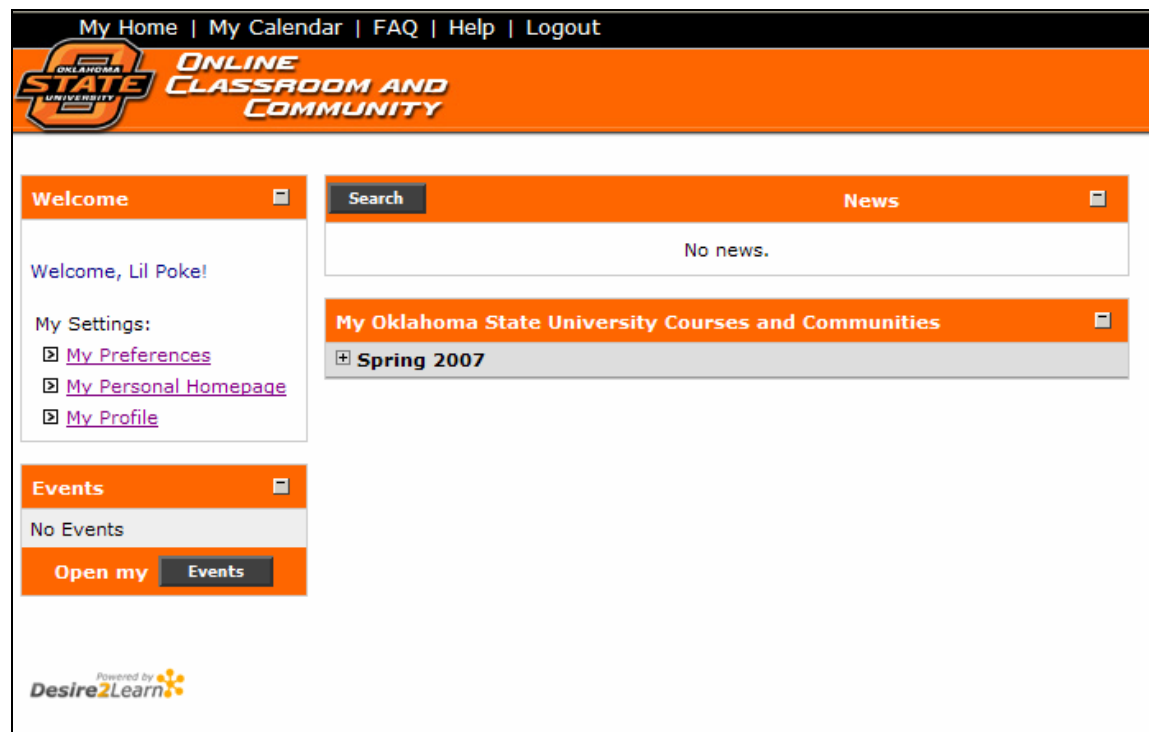 My Home | My Calendar | FAQ | Help | Logout
OKLAHOMA
STATE
UNIVERSITY
ONLINE
CLASSROOM AND
COMMUNITY
Welcome
Welcome, Lil Poke!
My Settings:
My Preferences
My Personal Homepage
My Profile
Events
No Events
Open my Events
Search News
No news.
My Oklahoma State University Courses and Communities
Spring 2007
Powered by
Desire2Learn